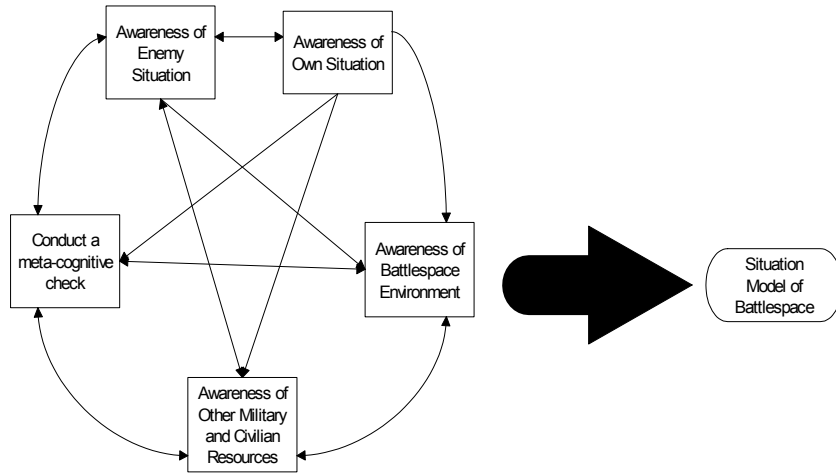 Awareness of
Enemy
Situation
Awareness of
Own Situation
Conduct a
meta-cognitive
check
Awareness of
Battlespace
Environment
Situation
Model of
Battlespace
Awareness of
Other Military
and Civilian
Resources